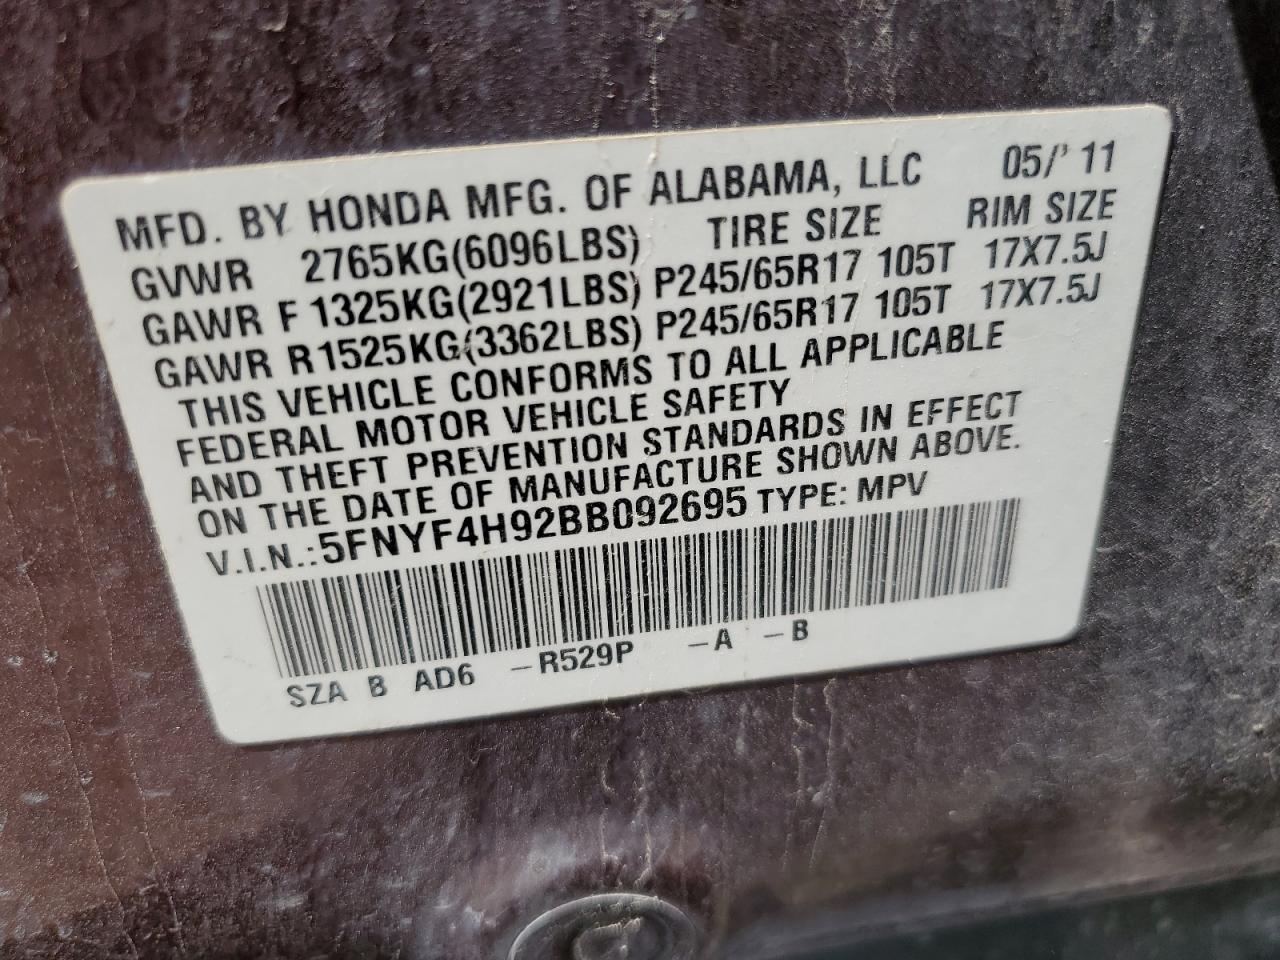 MFD. BY HONDA MFG. OF ALABAMA, LLC 05/' 11
GVWR 2765KG(6096LBS) TIRE SIZE RIM SIZE
GAWR F 1325KG(2921LBS) P245/65R17 105T 17X7.5J
GAWR R1525KG(3362LBS) P245/65R17 105T 17X7.5J
THIS VEHICLE CONFORMS TO ALL APPLICABLE
FEDERAL MOTOR VEHICLE SAFETY
AND THEFT PREVENTION STANDARDS IN EFFECT
ON THE DATE OF MANUFACTURE SHOWN ABOVE.
V.I.N.:5FNYF4H92BB092695 TYPE: MPV
SZA B AD6 -R529P -A -B